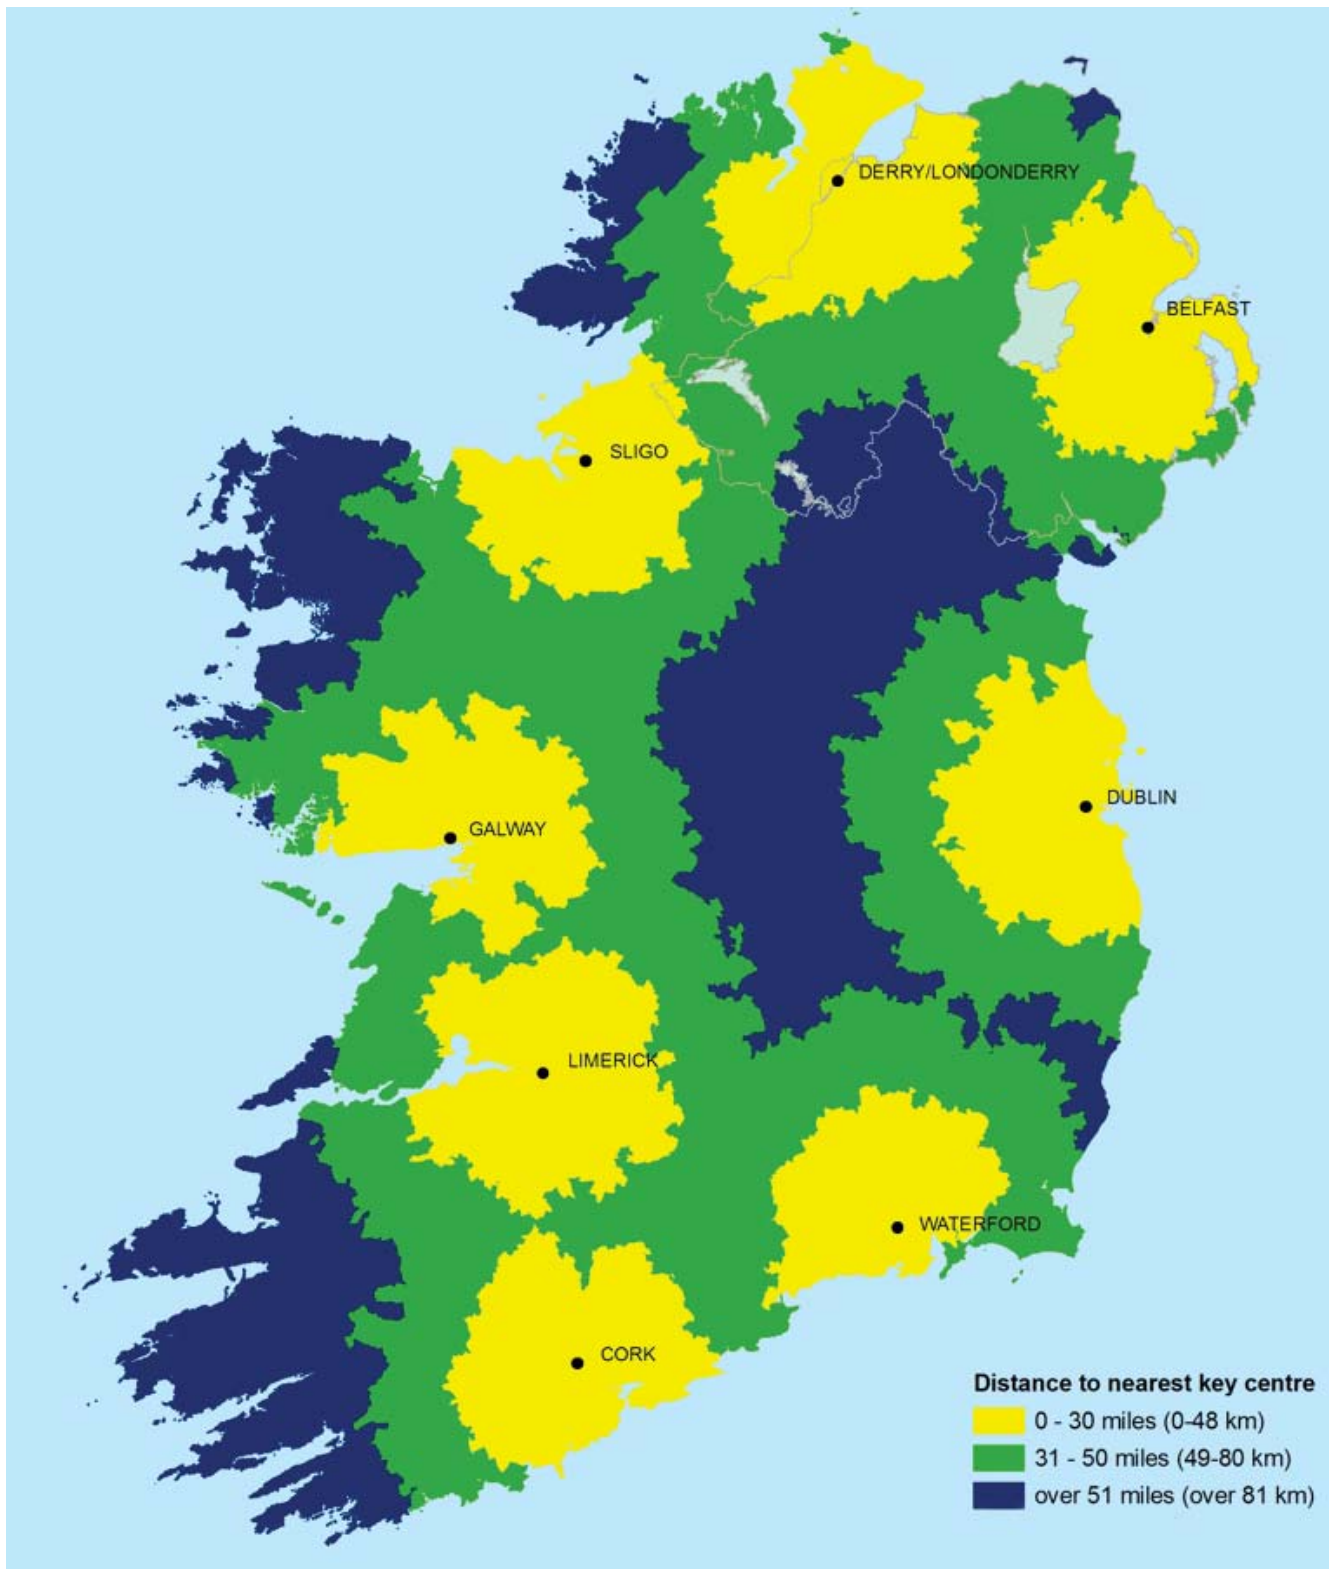 DERRY/LONDONDERRY
BELFAST
SLIGO
DUBLIN
GALWAY
LIMERICK
WATERFORD
CORK
Distance to nearest key centre
0 - 30 miles (0-48 km)
31 - 50 miles (49-80 km)
over 51 miles (over 81 km)